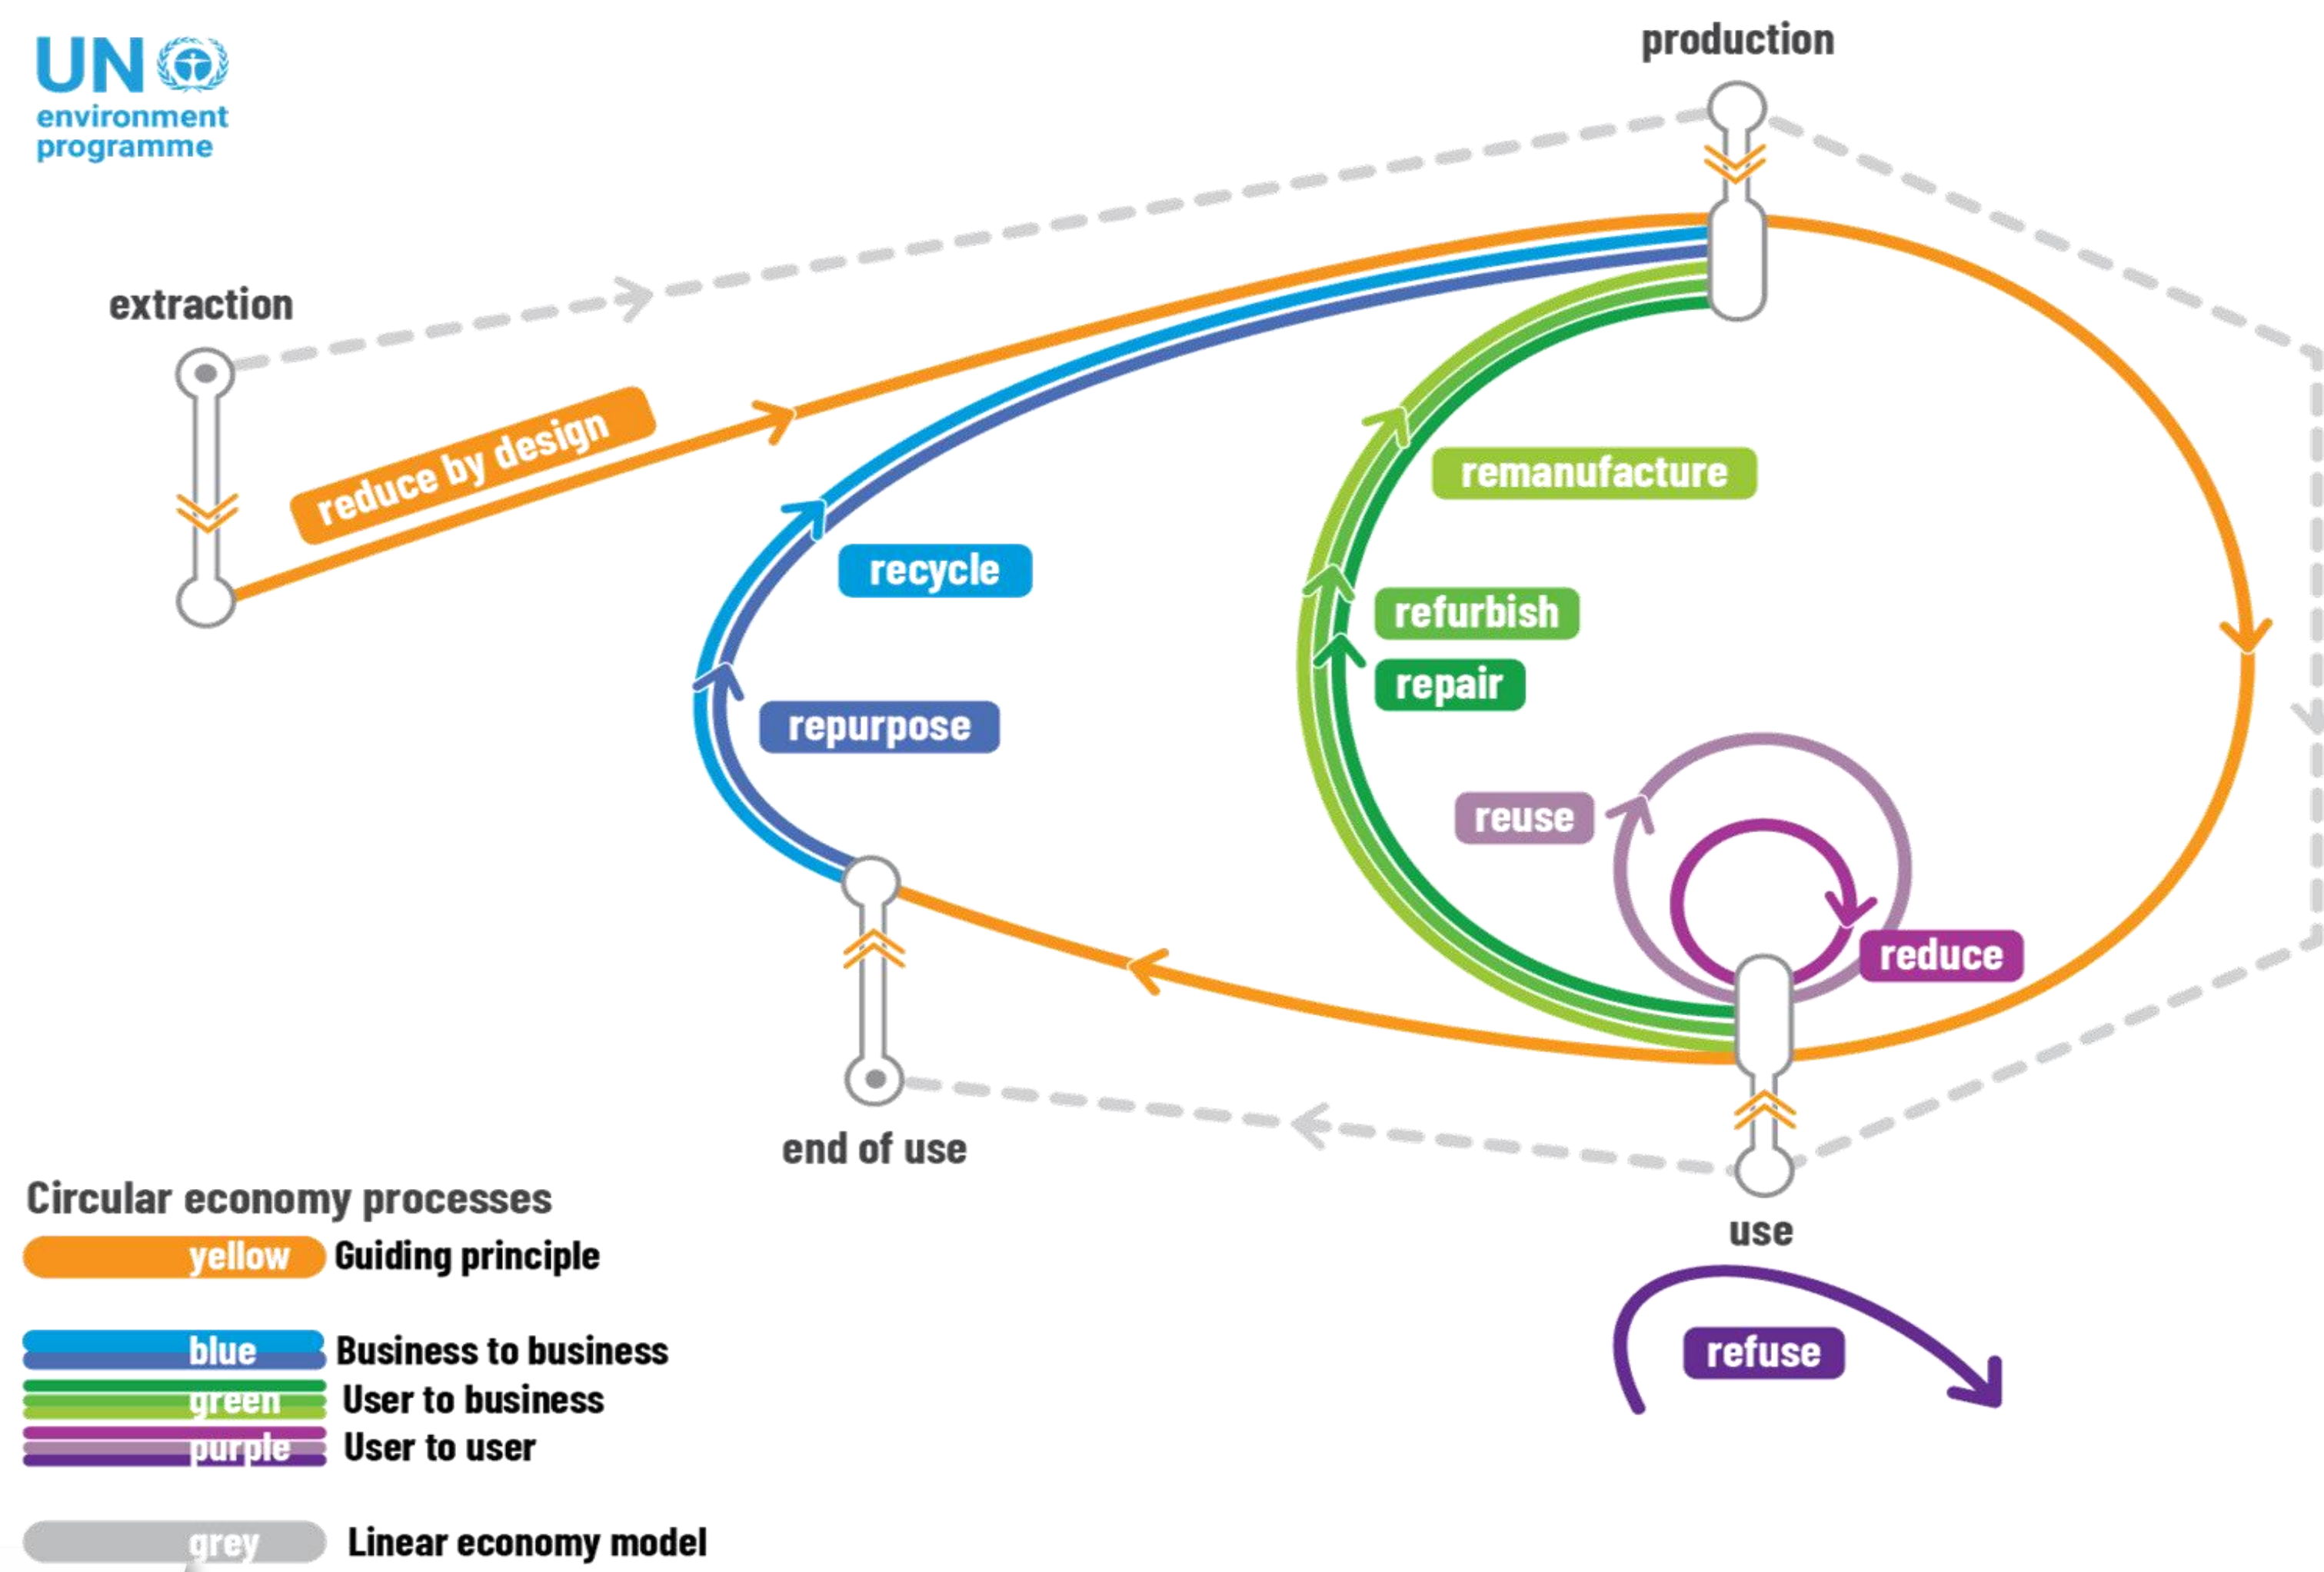 UN
environment
programme
production
extraction
reduce by design
remanufacture
recycle
refurbish
repair
repurpose
reuse
reduce
end of use
use
refuse
Circular economy processes
yellow Guiding principle
blue Business to business
green User to business
purple User to user
grey Linear economy model